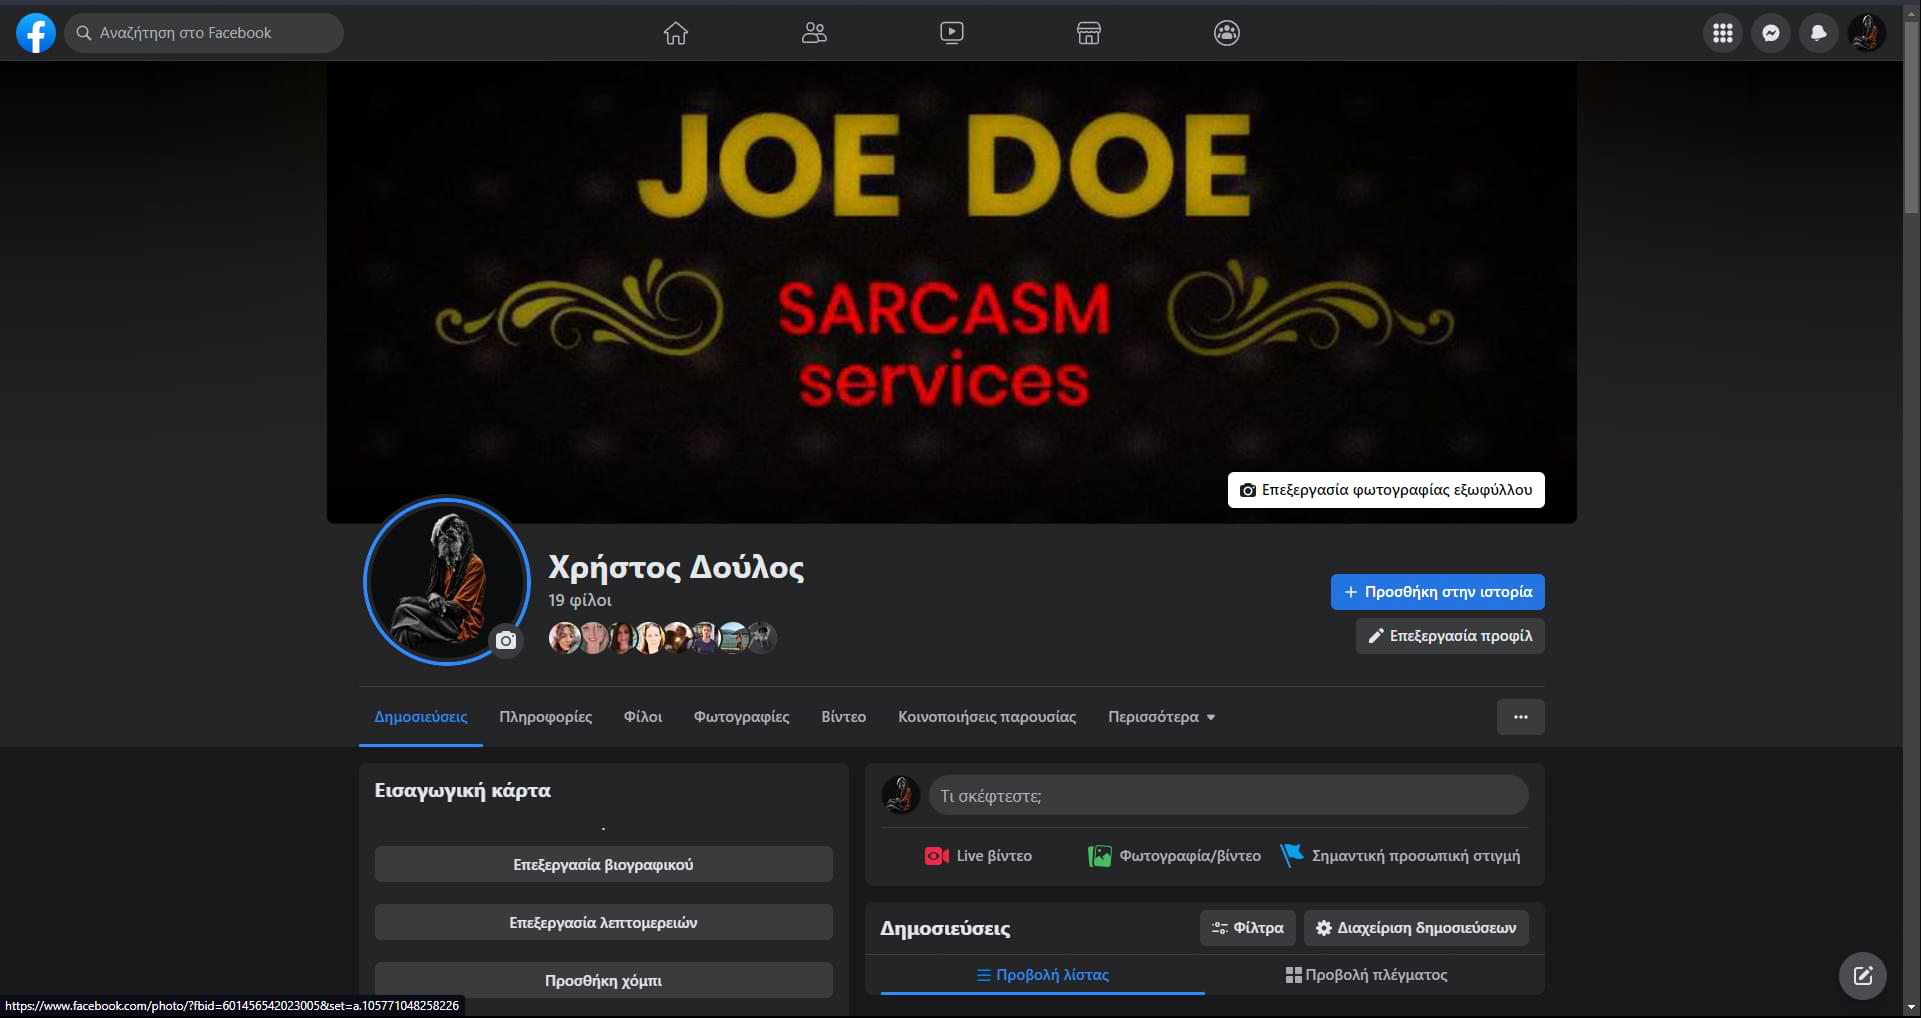 Αναζήτηση στο Facebook
JOE DOE
SARCASM
services
Επεξεργασία φωτογραφίας εξωφύλλου
Χρήστος Δούλος
19 φίλοι
+ Προσθήκη στην ιστορία
Επεξεργασία προφίλ
Δημοσιεύσεις Πληροφορίες Φίλοι Φωτογραφίες Βίντεο Κοινοποιήσεις παρουσίας Περισσότερα
Εισαγωγική κάρτα
.
Επεξεργασία βιογραφικού
Επεξεργασία λεπτομερειών
Προσθήκη χόμπι
Τι σκέφτεστε;
Live βίντεο Φωτογραφία/βίντεο Σημαντική προσωπική στιγμή
Δημοσιεύσεις Φίλτρα Διαχείριση δημοσιεύσεων
Προβολή λίστας Προβολή πλέγματος
https://www.facebook.com/photo/?fbid=601456542023005&set=a.105771048258226